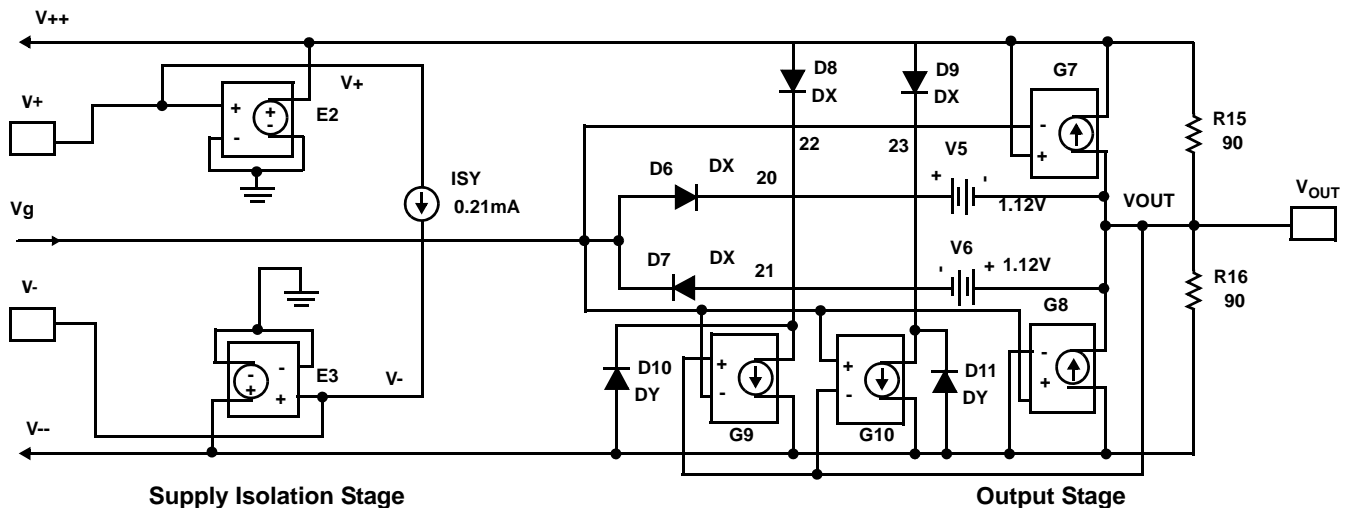 V++
V+
V+
+
-
+
-
E2
D8
DX
D9
DX
G7
-
+
R15
90
22
23
D6
DX
20
V5
+
-
1.12V
ISY
0.21mA
Vg
VOUT
VOUT
D7
DX
21
V6
-
+
1.12V
V-
G8
R16
90
-
+
-
+
E3
V-
D10
DY
+
-
G9
+
-
G10
D11
DY
-
+
V--
Supply Isolation Stage
Output Stage